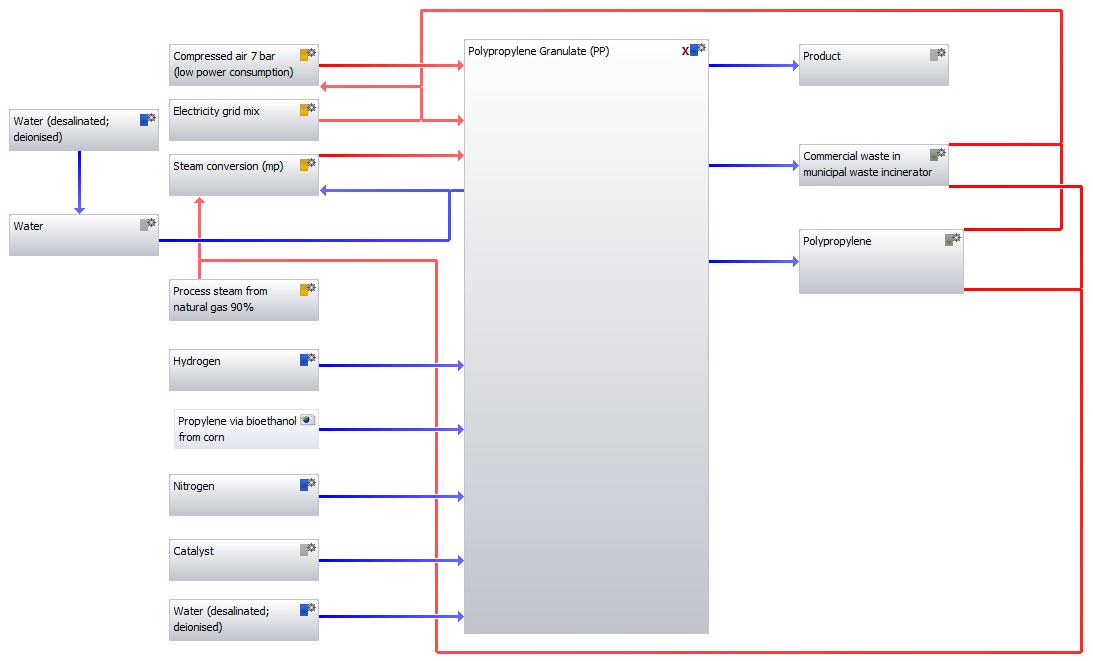 Compressed air 7 bar
(low power consumption)
Polypropylene Granulate (PP)
X
Product
Electricity grid mix
Water (desalinated;
deionised)
Steam conversion (mp)
Commercial waste in
municipal waste incinerator
Water
Polypropylene
Process steam from
natural gas 90%
Hydrogen
Propylene via bioethanol
from corn
Nitrogen
Catalyst
Water (desalinated;
deionised)